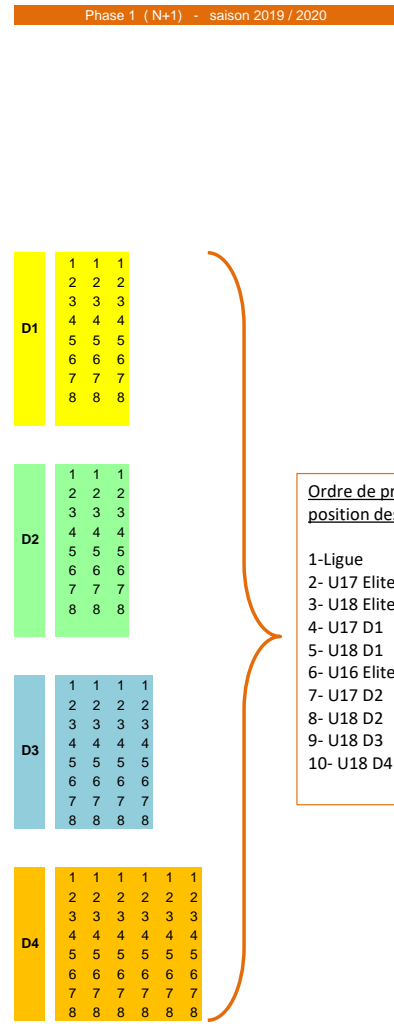 Phase 1 ( N+1) - saison 2019 / 2020
D1
1 1 1
2 2 2
3 3 3
4 4 4
5 5 5
6 6 6
7 7 7
8 8 8
D2
1 1 1
2 2 2
3 3 3
4 4 4
5 5 5
6 6 6
7 7 7
8 8 8
Ordre de
position
1-Ligue
2- U17 Elite
3- U18 Elite
4- U17 D1
5- U18 D1
6- U16 Elite
7- U17 D2
8- U18 D2
9- U18 D3
10- U18 D4
D3
1 1 1 1
2 2 2 2
3 3 3 3
4 4 4 4
5 5 5 5
6 6 6 6
7 7 7 7
8 8 8 8
D4
1 1 1 1 1 1
2 2 2 2 2 2
3 3 3 3 3 3
4 4 4 4 4 4
5 5 5 5 5 5
6 6 6 6 6 6
7 7 7 7 7 7
8 8 8 8 8 8